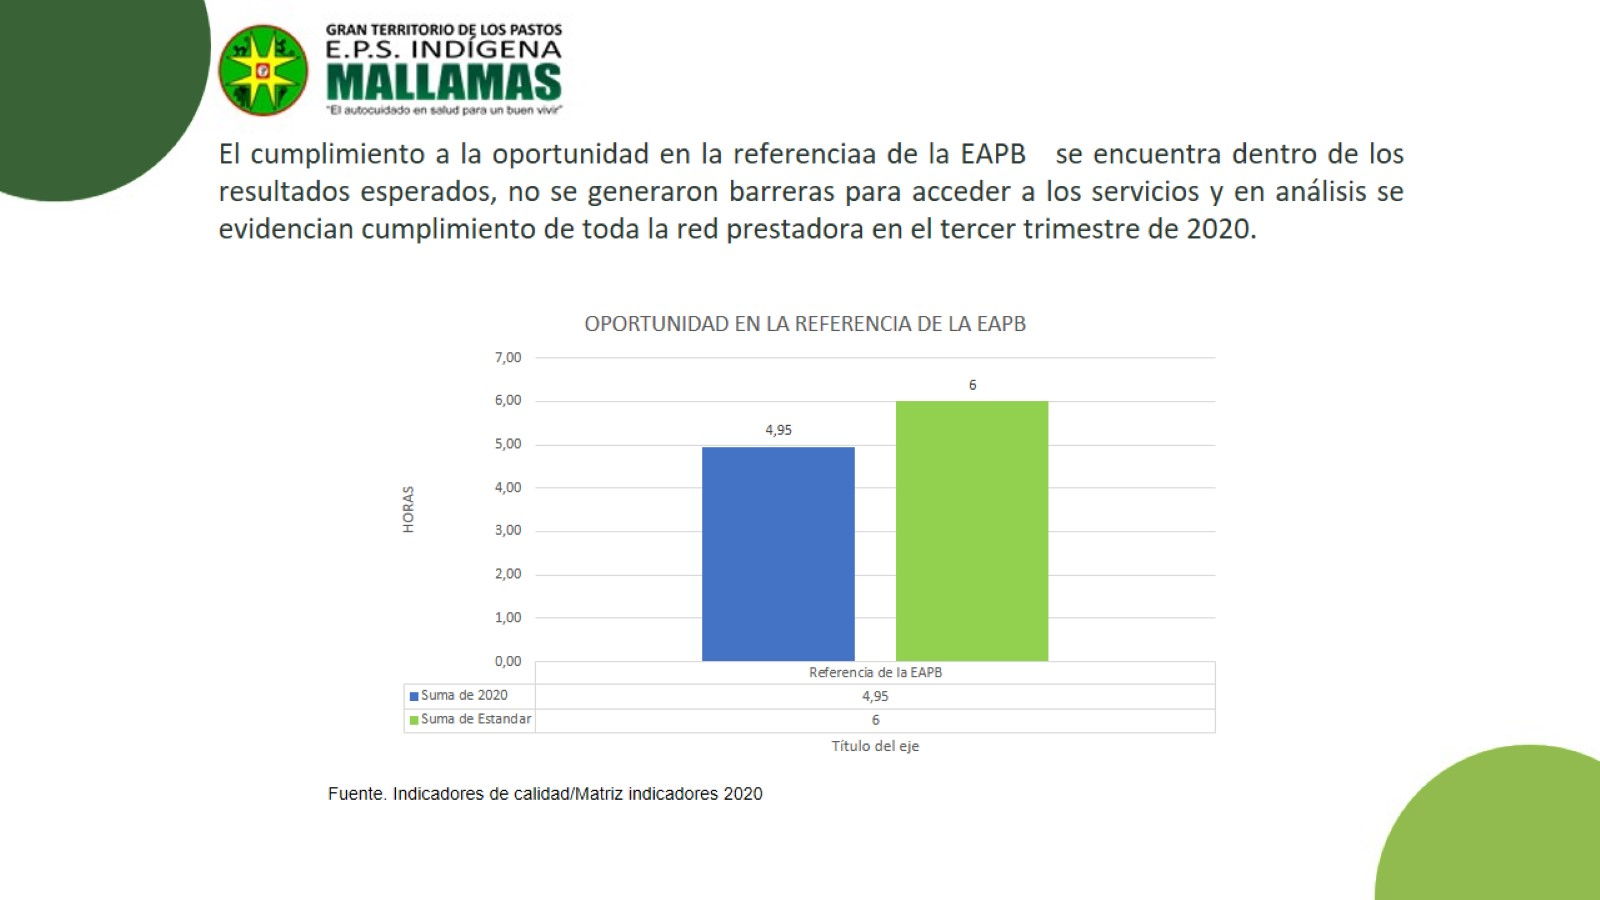 GRAN TERRITORIO DE LOS PASTOS
E.P.S. INDÍGENA
MALLAMAS
"El autocuidado en salud para un buen vivir"
El cumplimiento a la oportunidad en la referenciaa de la EAPB se encuentra dentro de los
resultados esperados, no se generaron barreras para acceder a los servicios y en análisis se
evidencian cumplimiento de toda la red prestadora en el tercer trimestre de 2020.
OPORTUNIDAD EN LA REFERENCIA DE LA EAPB
7,00
6
6,00
4,95
5,00
4,00
HORAS
3,00
2,00
1,00
0,00
Referencia de la EAPB
Suma de 2020 4,95
Suma de Estandar 6
Título del eje
Fuente. Indicadores de calidad/Matriz indicadores 2020